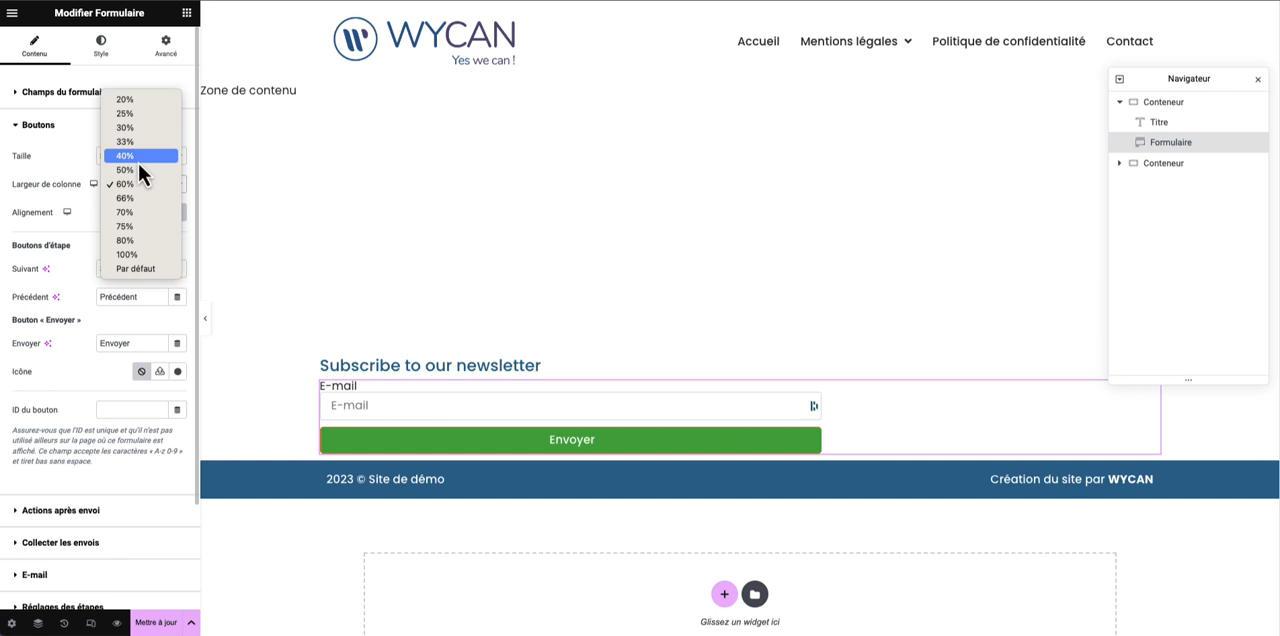 Modifier Formulaire
Contenu
Style
Avancé
Champs du formulai
Boutons
Taille
Largeur de colonne
Alignement
20%
25%
30%
33%
40%
50%
60%
66%
70%
75%
80%
100%
Par défaut
Boutons d'étape
Suivant
Précédent
Précédent
Bouton « Envoyer »
Envoyer
Envoyer
Icône
ID du bouton
Assurez-vous que l'ID est unique et qu'il n'est pas
utilisé ailleurs sur la page où ce formulaire est
affiché. Ce champ accepte les caractères « A-z 0-9 »
et tiret bas sans espace.
Actions après envoi
Collecter les envois
E-mail
Réglages des étapes
Mettre à jour
WYCAN
Yes we can !
Accueil
Mentions légales
Politique de confidentialité
Contact
Zone de contenu
Navigateur
Conteneur
Titre
Formulaire
Conteneur
Subscribe to our newsletter
E-mail
E-mail
Envoyer
2023 © Site de démo
Création du site par WYCAN
Glissez un widget ici